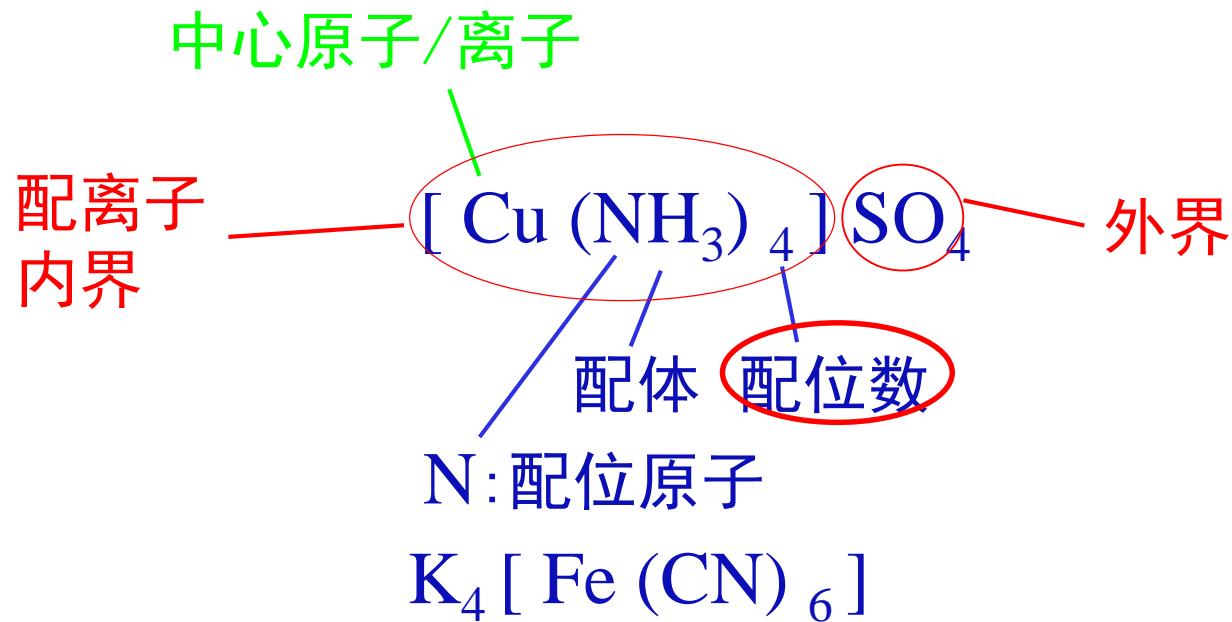 中心原子/离子
配离子
内界
[ Cu (NH3) 4 ] SO4
外界
配体 配位数
N:配位原子
K4 [ Fe (CN) 6 ]